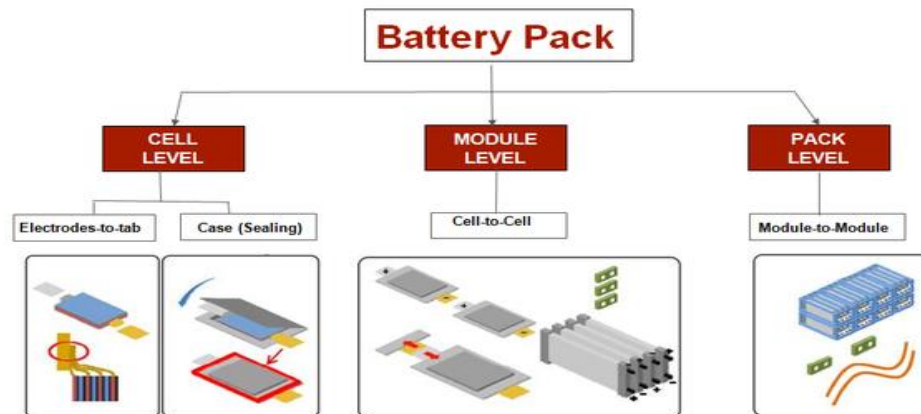 Battery Pack
CELL
LEVEL
MODULE
LEVEL
PACK
LEVEL
Electrodes-to-tab
Case (Sealing)
Cell-to-Cell
Module-to-Module